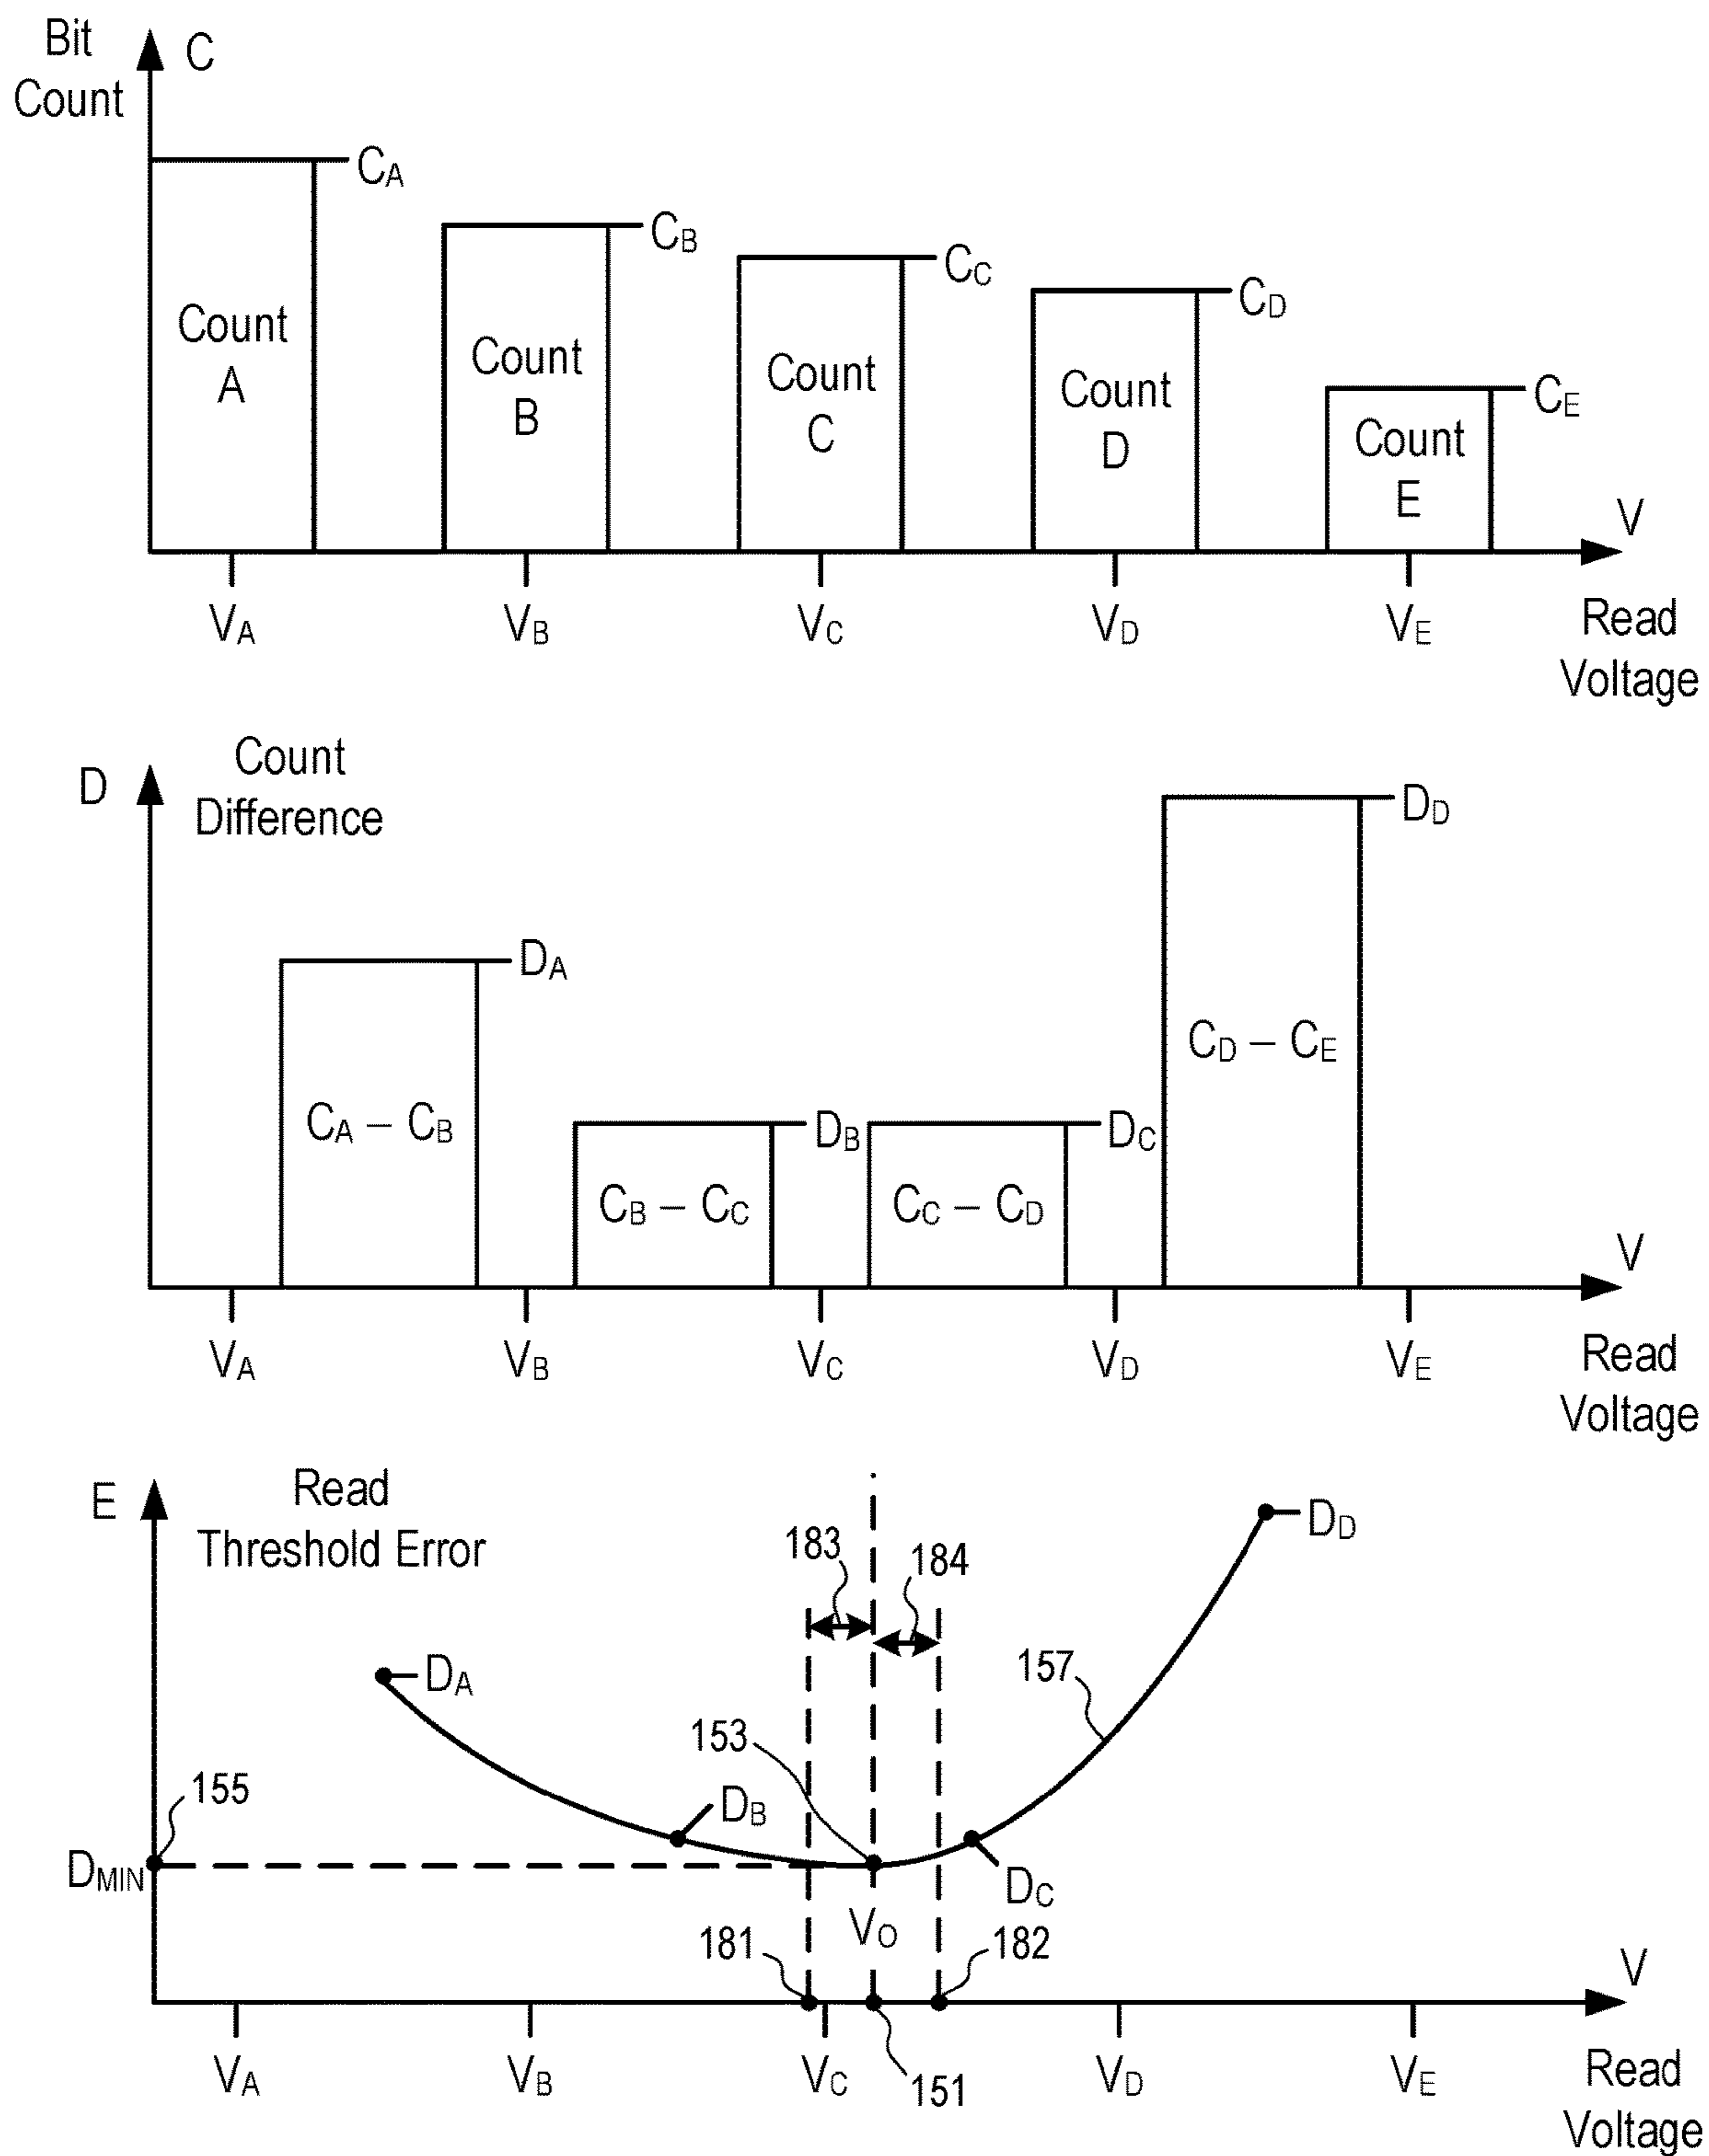 Bit
Count
C
CA
CB
CC
CD
CE
Count
A
Count
B
Count
C
Count
D
Count
E
V
VA
VB
VC
VD
VE
Read
Voltage
D
Count
Difference
DD
DA
CD – CE
CA – CB
DB
DC
CB – CC
CC – CD
V
VA
VB
VC
VD
VE
Read
Voltage
E
Read
Threshold Error
183
184
DD
DA
157
153
155
DB
DMIN
DC
VO
181
182
V
VA
VB
VC
151
VD
VE
Read
Voltage